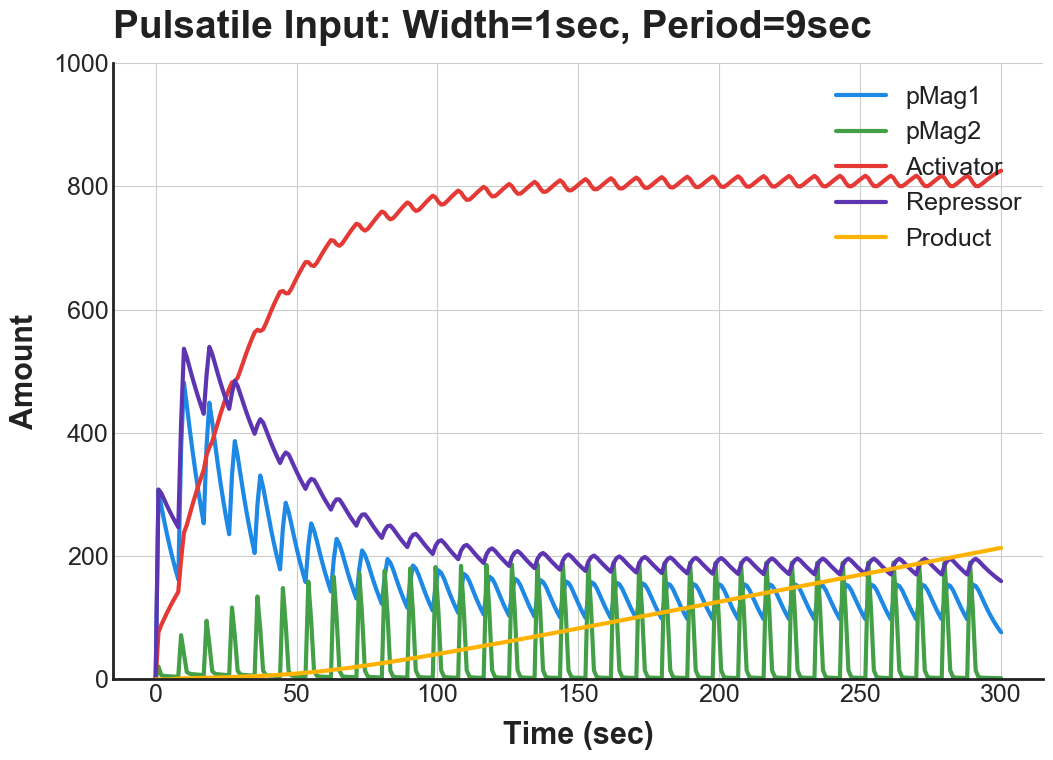 Pulsatile Input: Width=1sec, Period=9sec
1000
800
600
400
200
0
Amount
pMag1
pMag2
Activator
Repressor
Product
0 50 100 150 200 250 300
Time (sec)